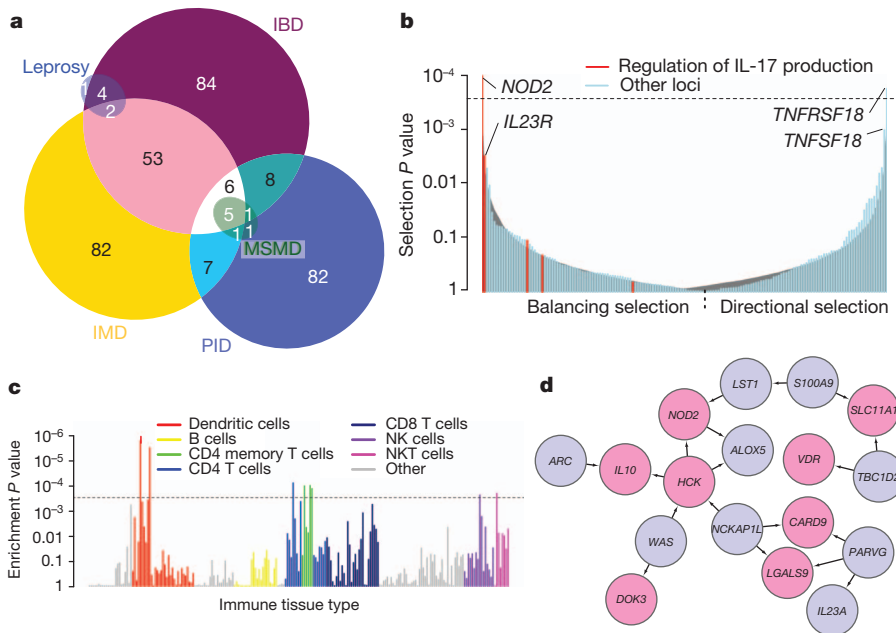 a
IBD
Leprosy
84
1
4
2
53
6
8
5
1
1
1
MSMD
82
7
82
IMD
PID
b
Regulation of IL-17 production
Other loci
10⁻⁴
NOD2
TNFRSF18
10⁻³
IL23R
TNFSF18
Selection P value
0.01
0.1
1
Balancing selection
Directional selection
c
Dendritic cells
B cells
CD4 memory T cells
CD4 T cells
CD8 T cells
NK cells
NKT cells
Other
Enrichment P value
10⁻⁶
10⁻⁵
10⁻⁴
10⁻³
0.01
0.1
1
Immune tissue type
d
LST1
S100A9
NOD2
SLC11A1
ARC
IL10
ALOX5
VDR
HCK
TBC1D2
WAS
NCKAP1L
CARD9
PARVG
LGALS9
DOK3
IL23A